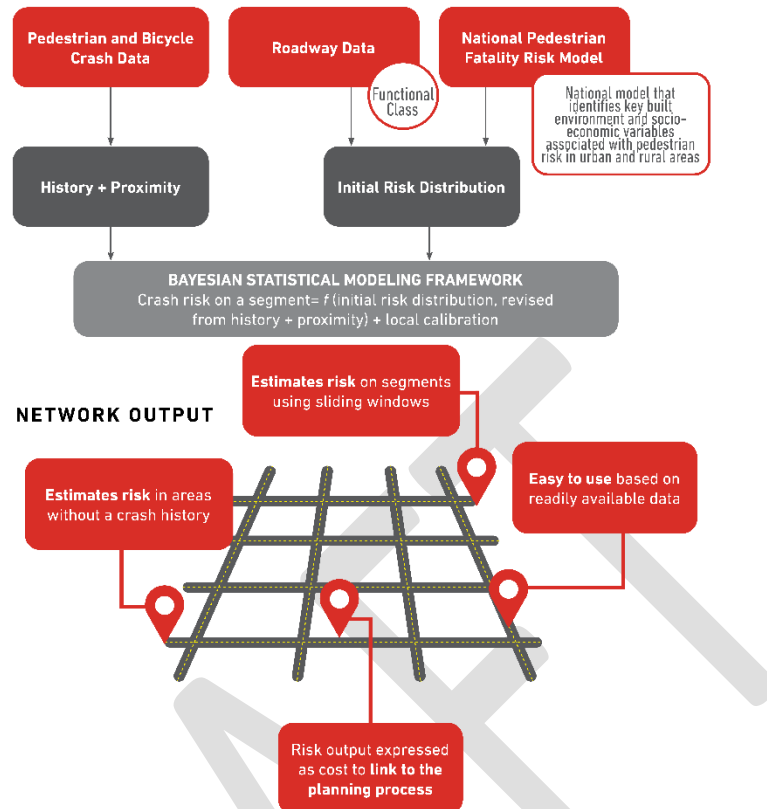 Pedestrian and Bicycle
Crash Data
Roadway Data
Functional
Class
National Pedestrian
Fatality Risk Model
National model that
identifies key built
environment and socio-
economic variables
associated with pedestrian
risk in urban and rural areas
History + Proximity
Initial Risk Distribution
BAYESIAN STATISTICAL MODELING FRAMEWORK
Crash risk on a segment= f (initial risk distribution, revised
from history + proximity) + local calibration
Estimates risk on segments
using sliding windows
NETWORK OUTPUT
Estimates risk in areas
without a crash history
Easy to use based on
readily available data
Risk output expressed
as cost to link to the
planning process
AFT